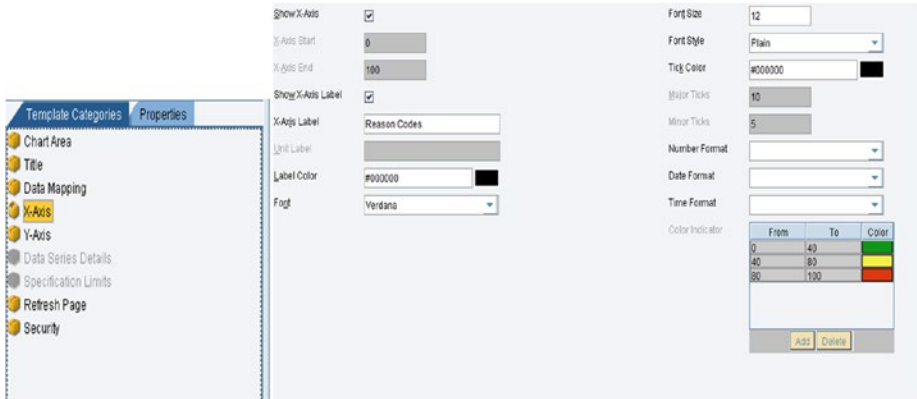 Template Categories
Properties
Chart Area
Title
Data Mapping
X-Axis
Y-Axis
Data Series Details
Specification Limits
Refresh Page
Security
Show X-Axis
X-Axis Start
0
X-Axis End
100
Show X-Axis Label
X-Axis Label
Reason Codes
Unit Label
Label Color
#000000
Font
Verdana
Font Size
12
Font Style
Plain
Tick Color
#000000
Major Ticks
10
Minor Ticks
5
Number Format
Date Format
Time Format
Color Indicator
From To Color
0 40
40 80
80 100
Add Delete